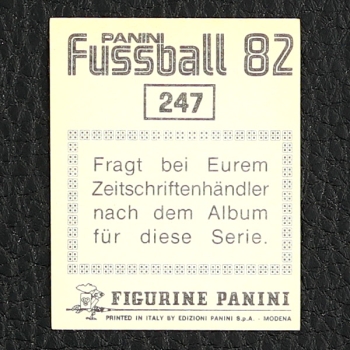 PANINI
Fussball 82
247
Fragt bei Eurem
Zeitschriftenhändler
nach dem Album
für diese Serie.
FIGURINE PANINI
PRINTED IN ITALY BY EDIZIONI PANINI S.p.A. - MODENA